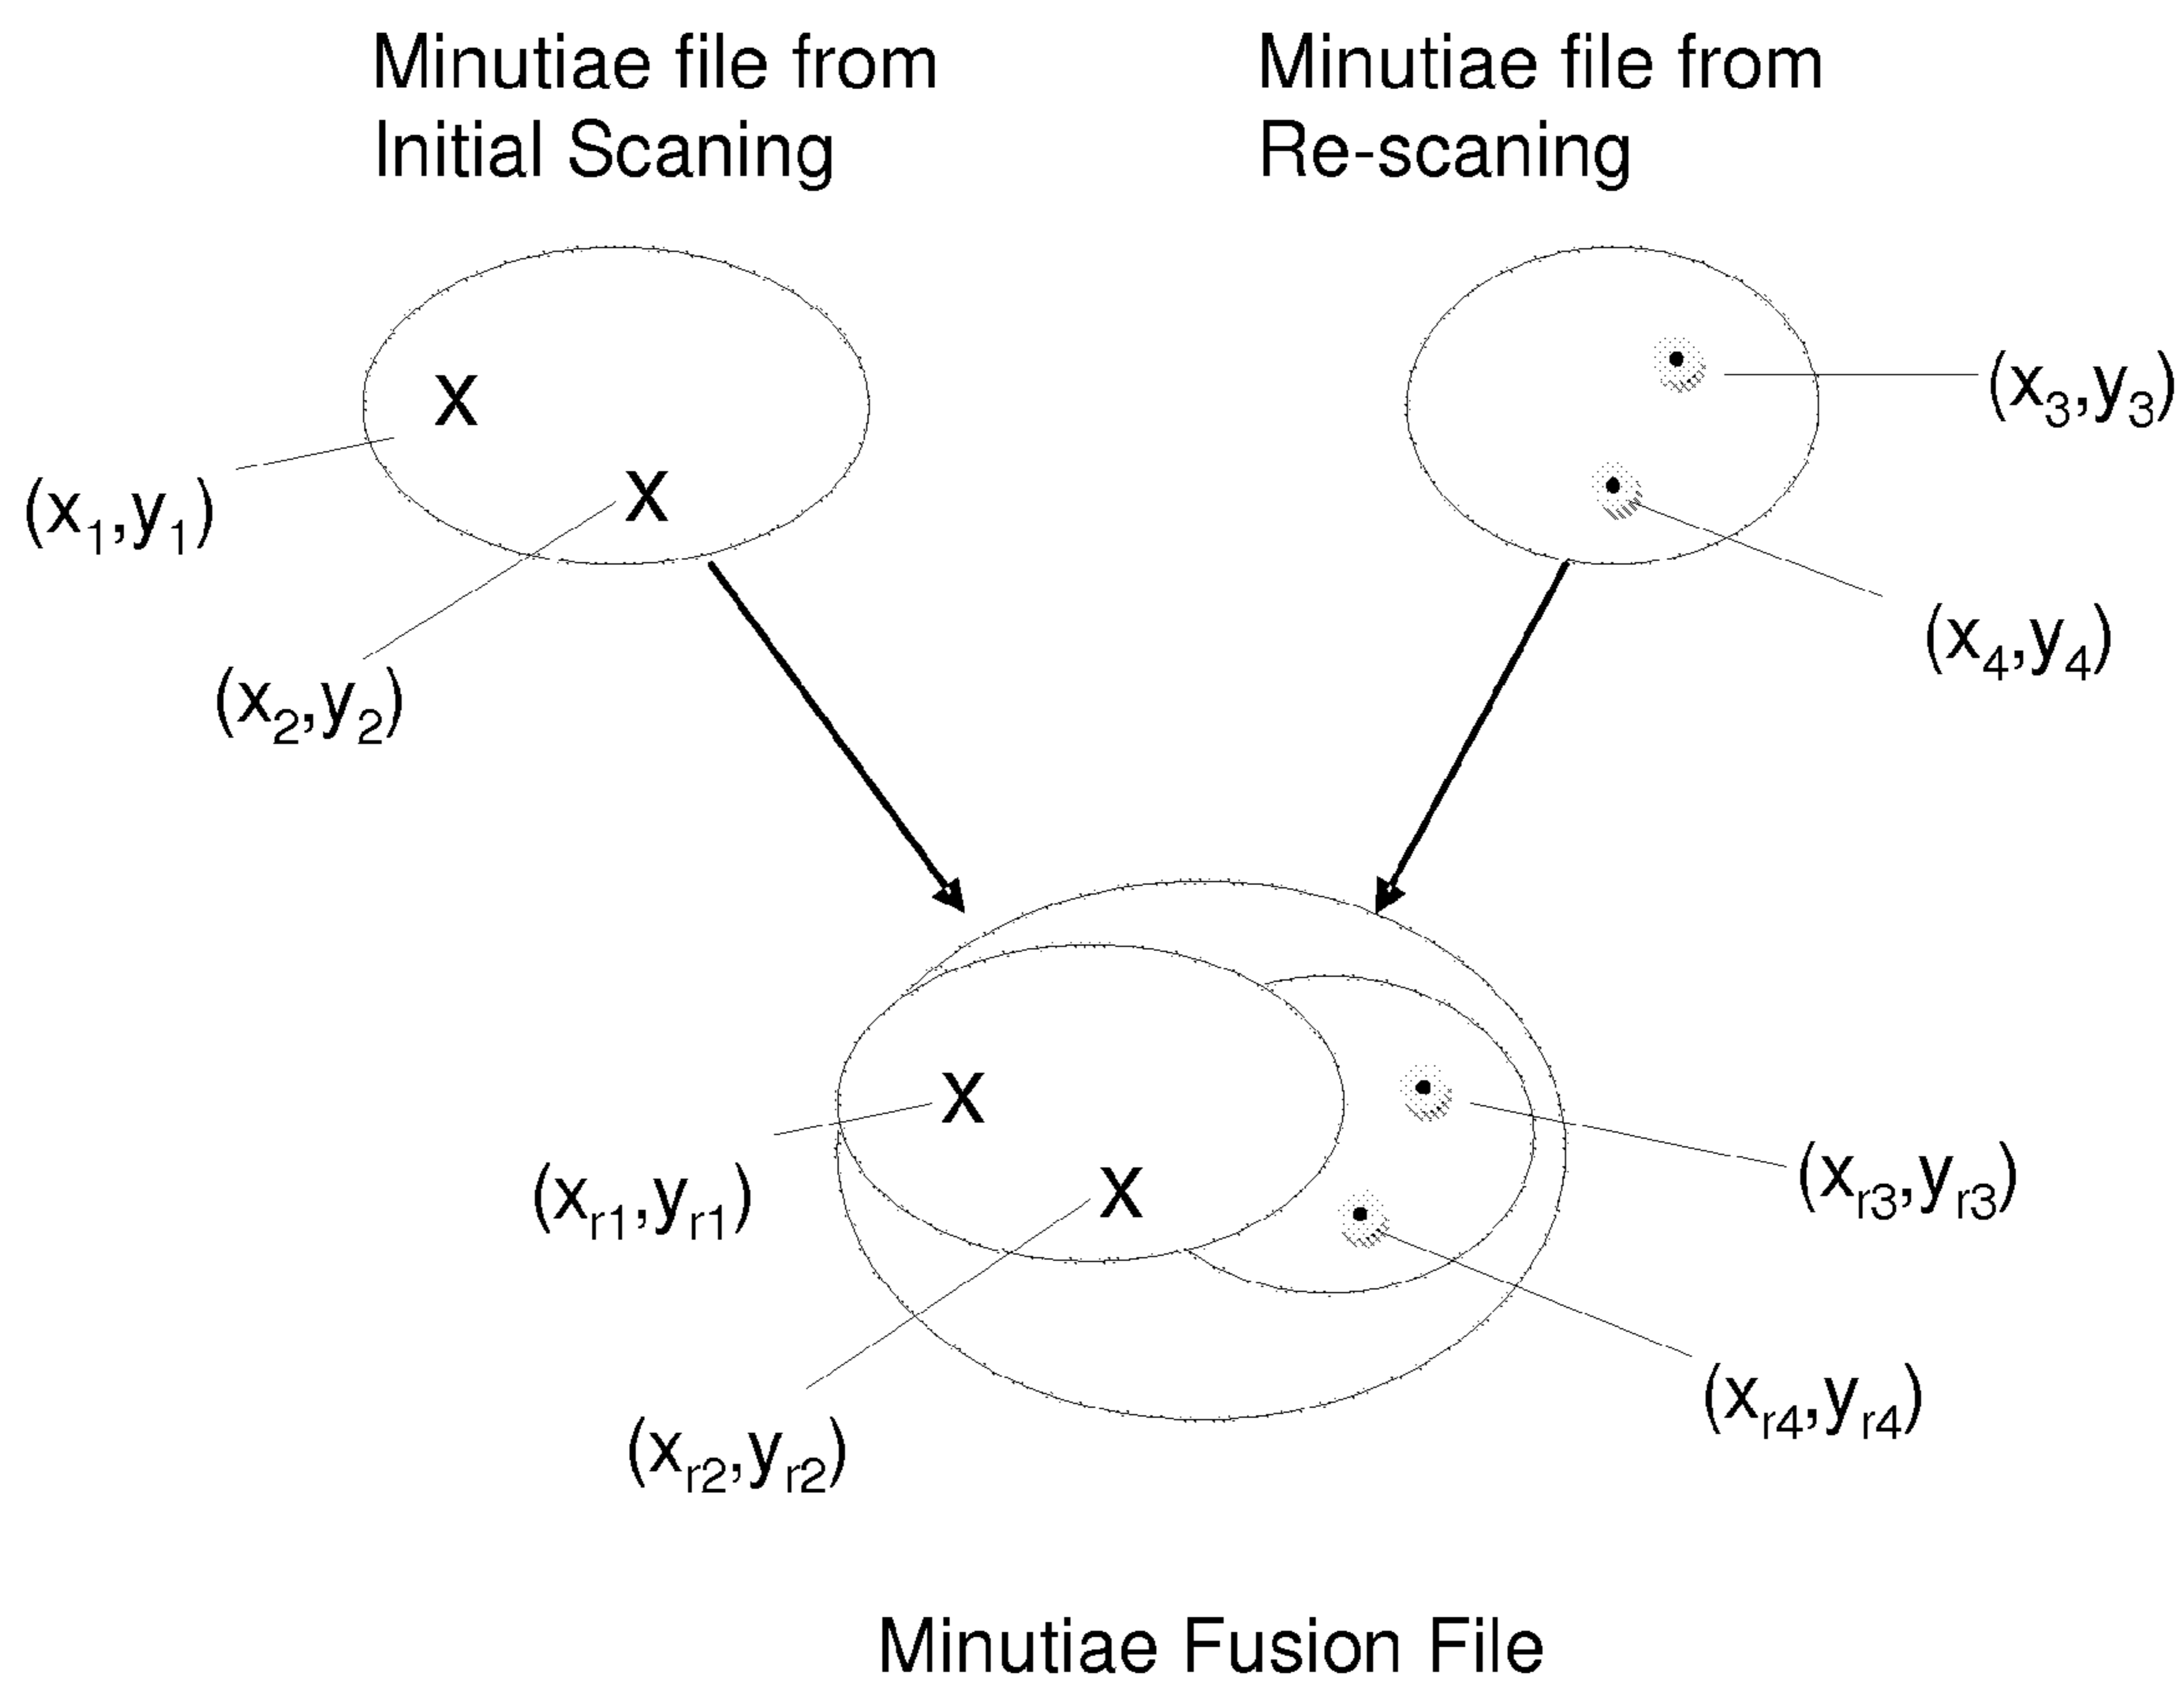 Minutiae file from
Initial Scaning
Minutiae file from
Re-scaning
X
X
(x₃,y₃)
(x₁,y₁)
(x₄,y₄)
(x₂,y₂)
X
X
(xᵣ₁,yᵣ₁)
(xᵣ₃,yᵣ₃)
(xᵣ₂,yᵣ₂)
(xᵣ₄,yᵣ₄)
Minutiae Fusion File